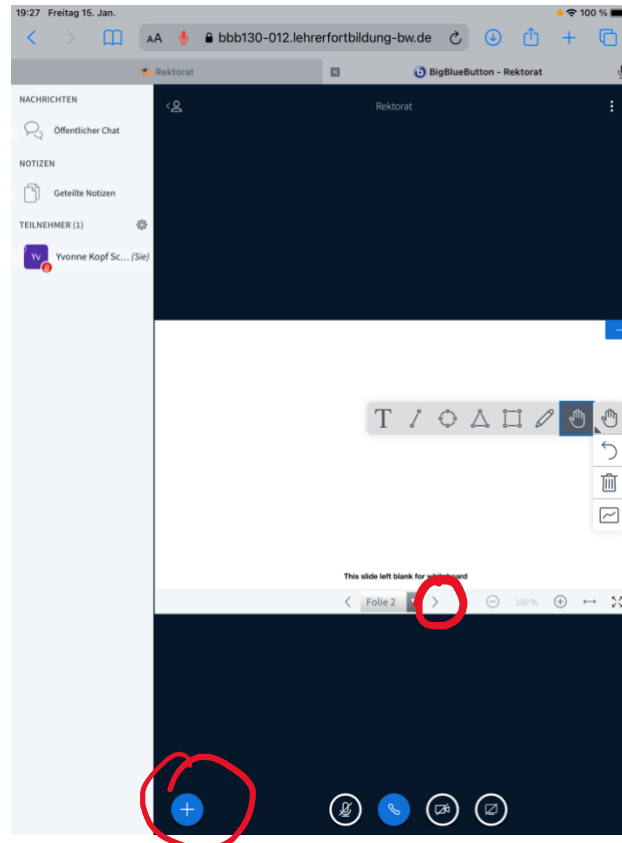 19:27 Freitag 15. Jan. 100 %
AA bbb130-012.lehrerfortbildung-bw.de
Rektorat
BigBlueButton - Rektorat
NACHRICHTEN
Öffentlicher Chat
NOTIZEN
Geteilte Notizen
TEILNEHMER (1)
Yv Yvonne Kopf Sc... (Sie)
Rektorat
T
This slide left blank for whiteboard
Folie 2
100 %